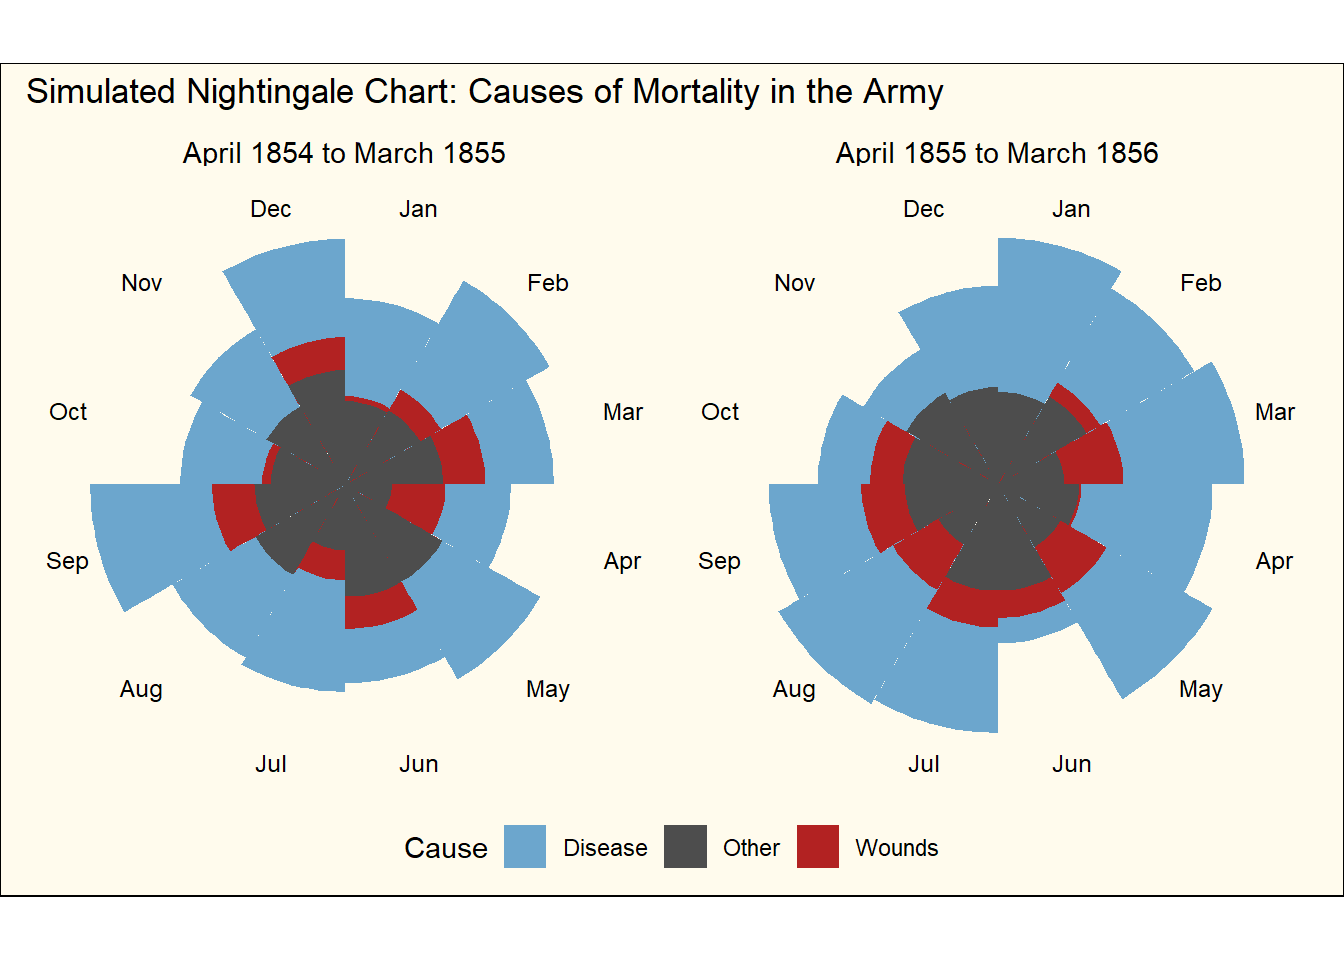 Simulated Nightingale Chart: Causes of Mortality in the Army
April 1854 to March 1855
Dec Jan
Nov Feb
Oct Mar
Sep Apr
Aug May
Jul Jun
April 1855 to March 1856
Dec Jan
Nov Feb
Oct Mar
Sep Apr
Aug May
Jul Jun
Cause Disease Other Wounds